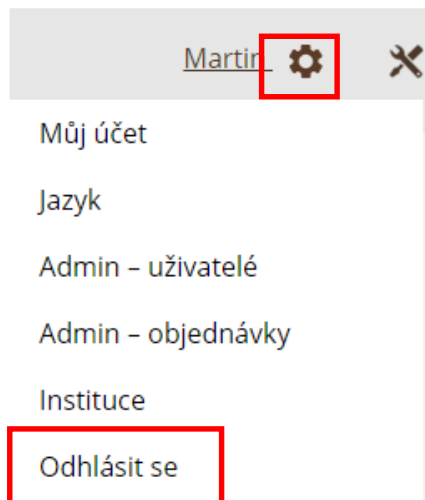 Martin
Můj účet
Jazyk
Admin – uživatelé
Admin – objednávky
Instituce
Odhlásit se